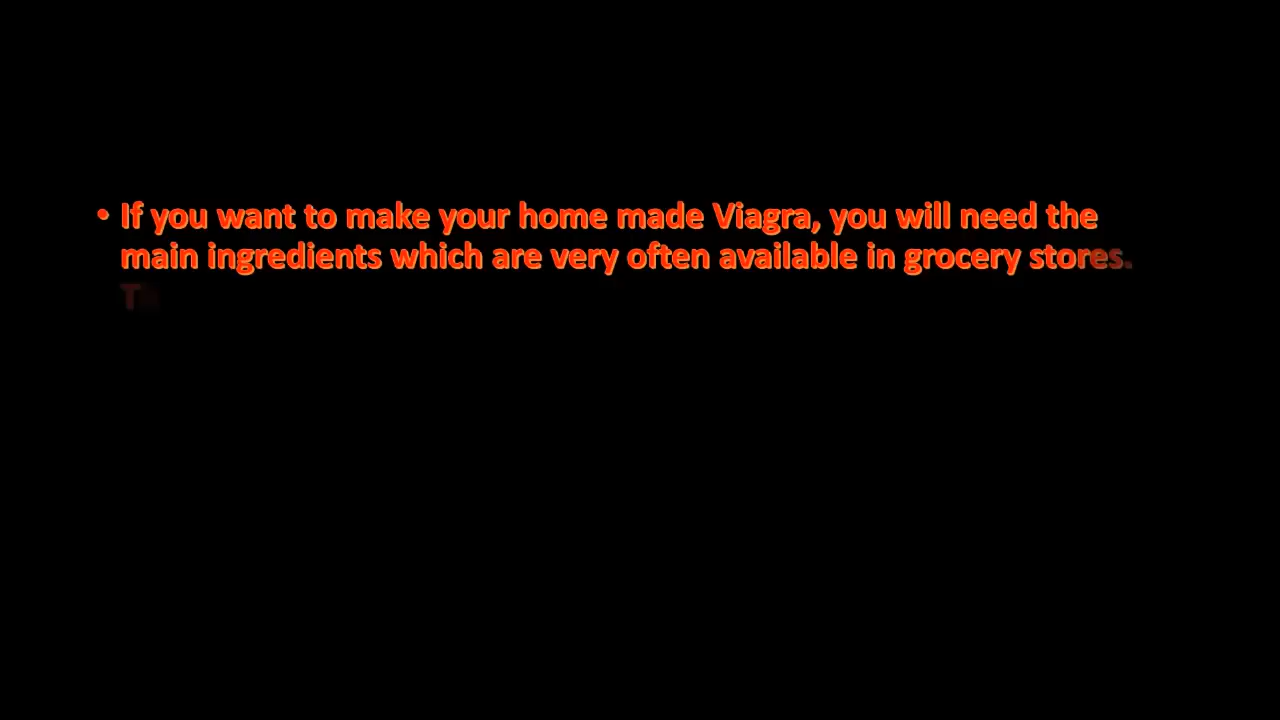 • If you want to make your home made Viagra, you will need the
main ingredients which are very often available in grocery stores.
T